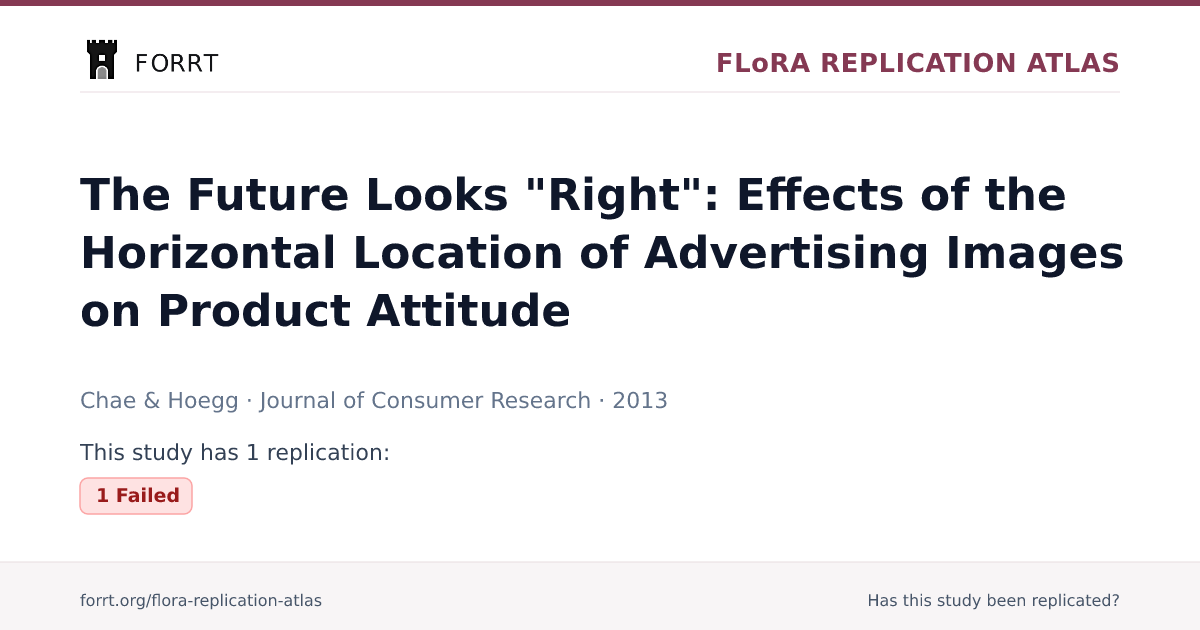 FORRT
FLoRA REPLICATION ATLAS
The Future Looks "Right": Effects of the
Horizontal Location of Advertising Images
on Product Attitude
Chae & Hoegg · Journal of Consumer Research · 2013
This study has 1 replication:
1 Failed
forrt.org/flora-replication-atlas
Has this study been replicated?